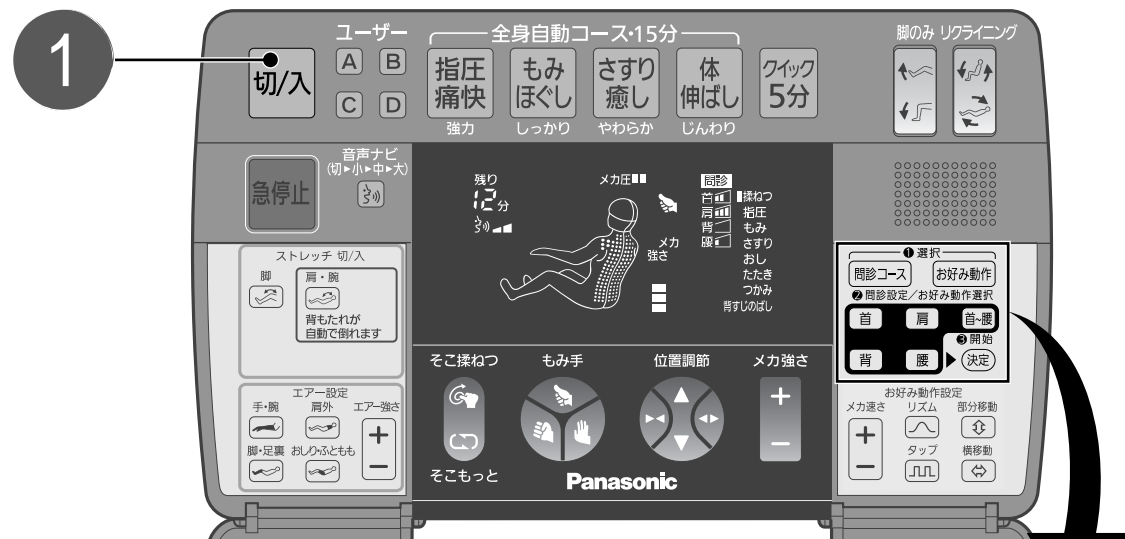 1
切/入
ユーザー
A B
C D
全身自動コース・15分
指圧
痛快
強力
もみ
ほぐし
しっかり
さすり
癒し
やわらか
体
伸ばし
じんわり
クイック
5分
脚のみ リクライニング
急停止
音声ナビ
(切▶小▶中▶大)
残り
12分
メカ圧
メカ
強さ
問診
首
肩
背
腰
揉ねつ
指圧
もみ
さすり
おし
たたき
つかみ
背すじのばし
ストレッチ 切/入
脚
肩・腕
背もたれが
自動で倒れます
エアー設定
手・腕 肩外 エアー強さ
+
脚・足裏 おしり・ふともも
−
そこ揉ねつ もみ手 位置調節 メカ強さ
+
−
そこもっと
Panasonic
❶選択
問診コース お好み動作
❷問診設定/お好み動作選択
首 肩 首~腰
❸開始
背 腰 決定
お好み動作設定
メカ速さ リズム 部分移動
+
タップ 横移動
−